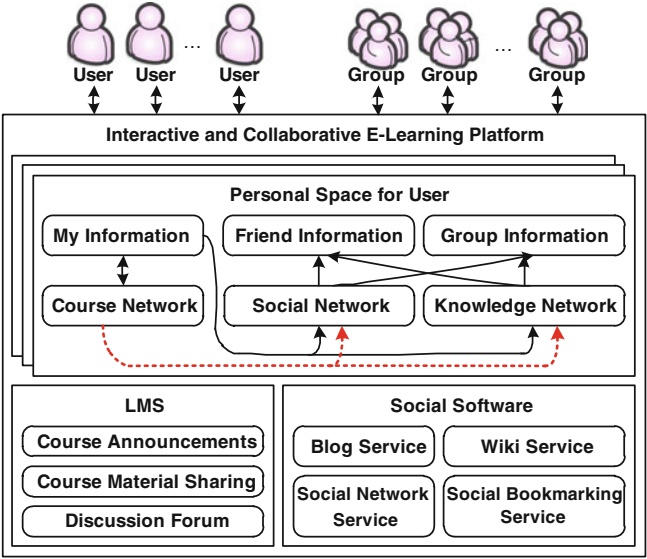 User User ... User Group Group ... Group
Interactive and Collaborative E-Learning Platform
Personal Space for User
My Information Friend Information Group Information
Course Network Social Network Knowledge Network
LMS
Course Announcements
Course Material Sharing
Discussion Forum
Social Software
Blog Service Wiki Service
Social Network
Service
Social Bookmarking
Service